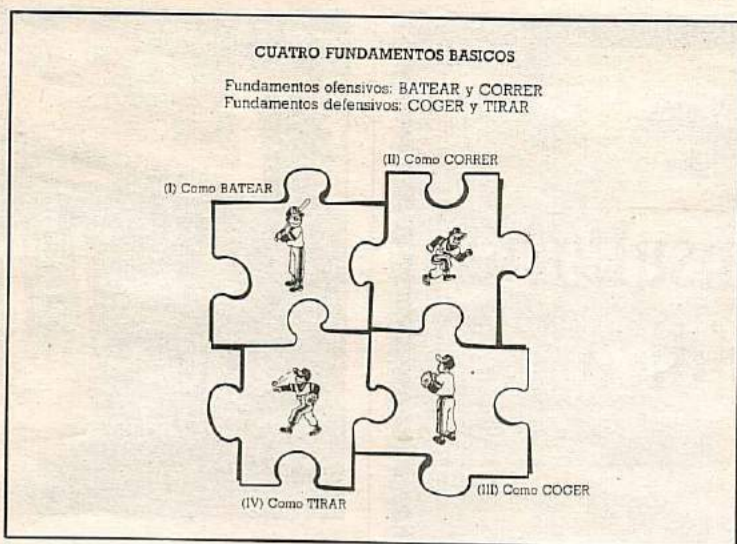 CUATRO FUNDAMENTOS BASICOS
Fundamentos ofensivos: BATEAR y CORRER
Fundamentos defensivos: COGER y TIRAR
(II) Como CORRER
(I) Como BATEAR
(IV) Como TIRAR
(III) Como COGER